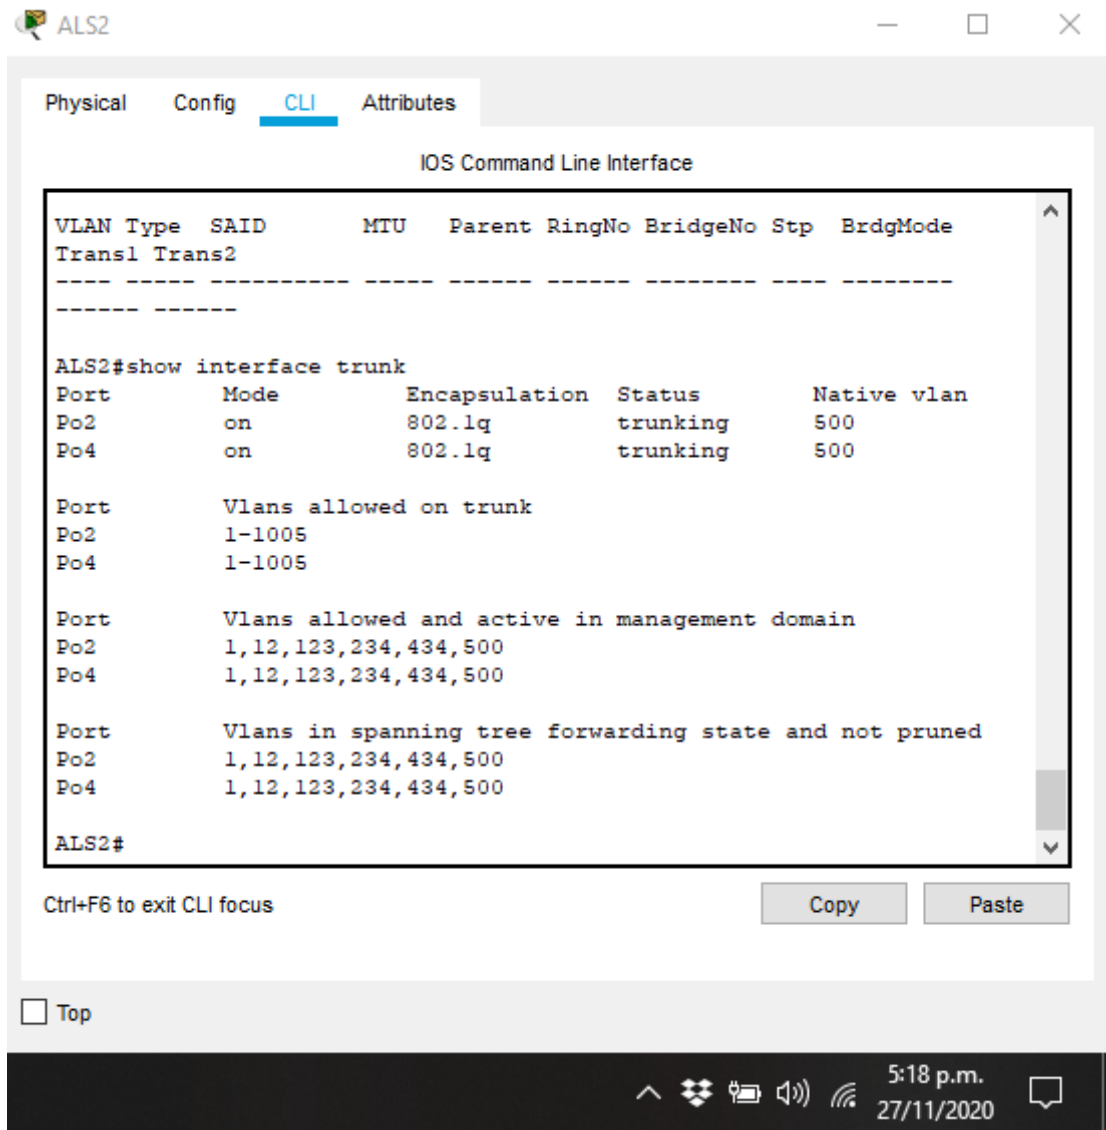 ALS2
Physical Config CLI Attributes
IOS Command Line Interface
VLAN Type  SAID       MTU   Parent RingNo BridgeNo Stp  BrdgMode
Trans1 Trans2
---- ----- ---------- ----- ------ ------ -------- ---- --------
------ ------
ALS2#show interface trunk
Port        Mode         Encapsulation  Status        Native vlan
Po2         on           802.1q         trunking      500
Po4         on           802.1q         trunking      500
Port        Vlans allowed on trunk
Po2         1-1005
Po4         1-1005
Port        Vlans allowed and active in management domain
Po2         1,12,123,234,434,500
Po4         1,12,123,234,434,500
Port        Vlans in spanning tree forwarding state and not pruned
Po2         1,12,123,234,434,500
Po4         1,12,123,234,434,500
ALS2#
Ctrl+F6 to exit CLI focus
Copy Paste
Top
5:18 p.m.
27/11/2020